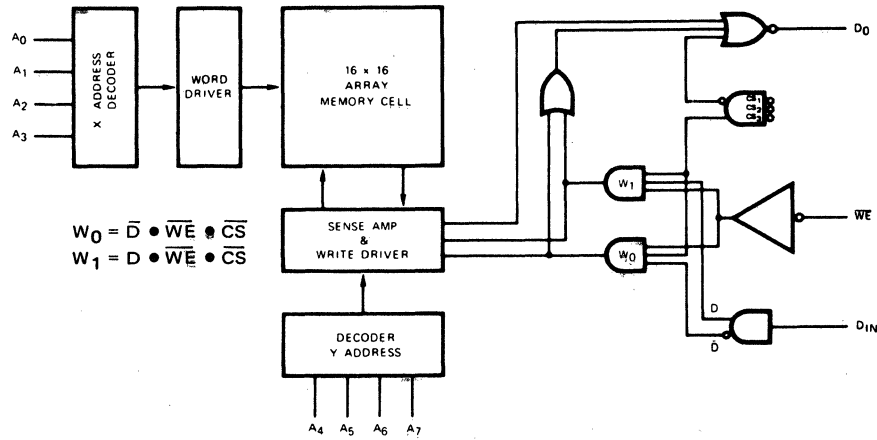 A0
A1
A2
A3
X ADDRESS DECODER
WORD DRIVER
16 x 16
ARRAY
MEMORY CELL
D0
CS1
CS2
W1
WE̅
W0 = D̅ • W̅E̅ • C̅S̅
W1 = D • W̅E̅ • C̅S̅
SENSE AMP
&
WRITE DRIVER
W0
D
D̅
DIN
DECODER
Y ADDRESS
A4 A5 A6 A7